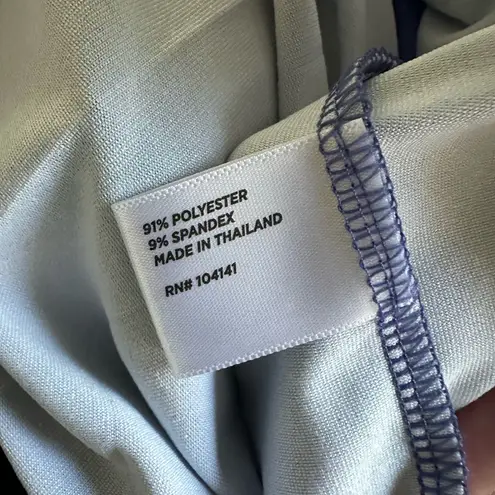 91% POLYESTER
9% SPANDEX
MADE IN THAILAND
RN# 104141